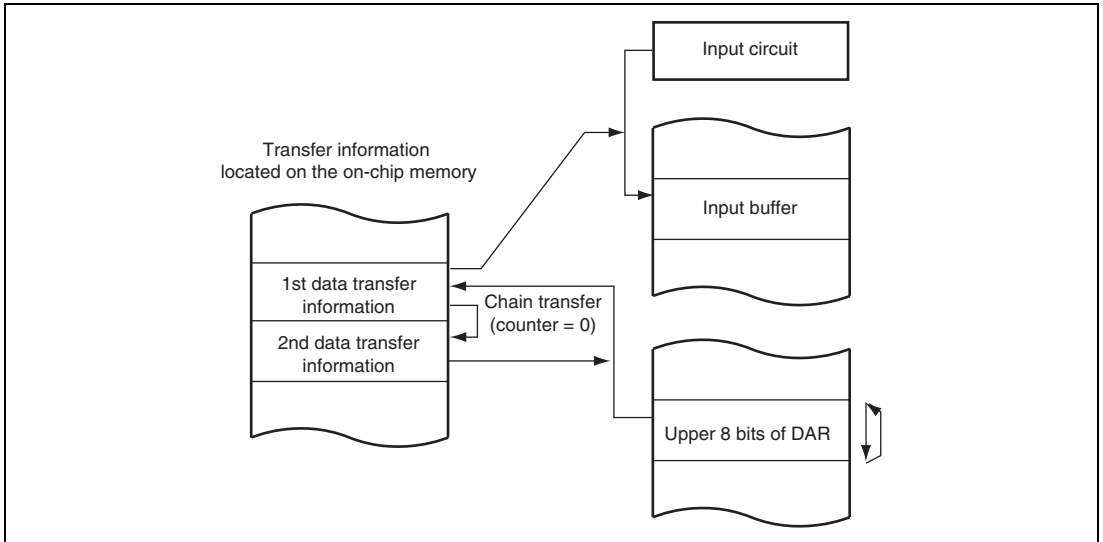 Input circuit
Transfer information
located on the on-chip memory
Input buffer
1st data transfer
information
Chain transfer
(counter = 0)
2nd data transfer
information
Upper 8 bits of DAR